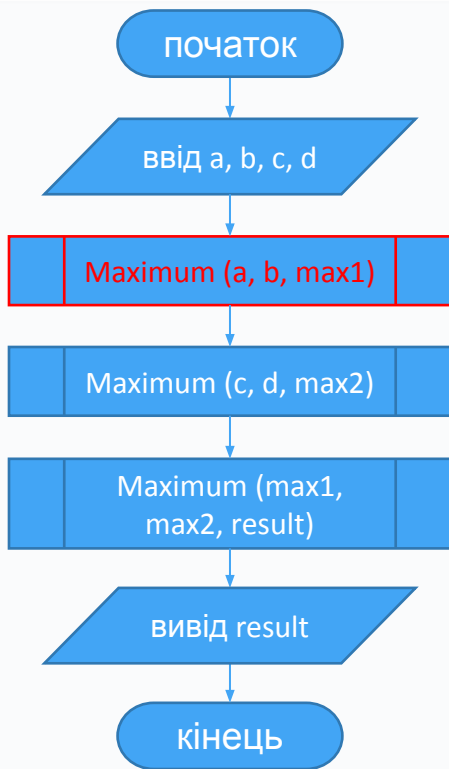 початок
ввід a, b, c, d
Maximum (a, b, max1)
Maximum (c, d, max2)
Maximum (max1,
max2, result)
вивід result
кінець